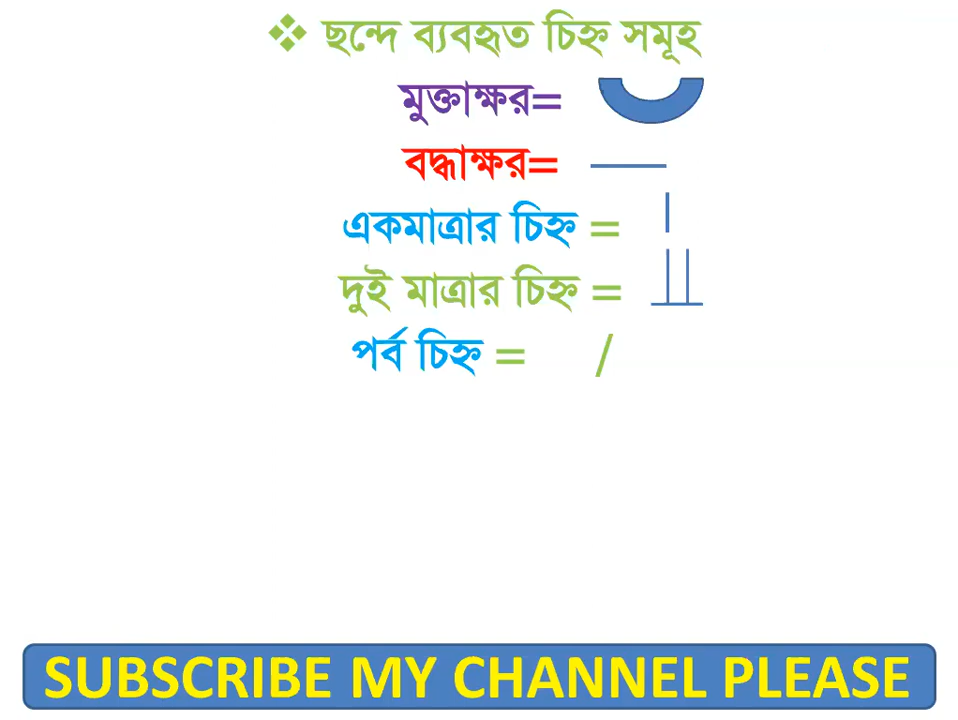 ❖ ছন্দে ব্যবহৃত চিহ্ন সমূহ
মুক্তাক্ষর=
বদ্ধাক্ষর= —
একমাত্রার চিহ্ন = |
দুই মাত্রার চিহ্ন = ||
পর্ব চিহ্ন = /
SUBSCRIBE MY CHANNEL PLEASE